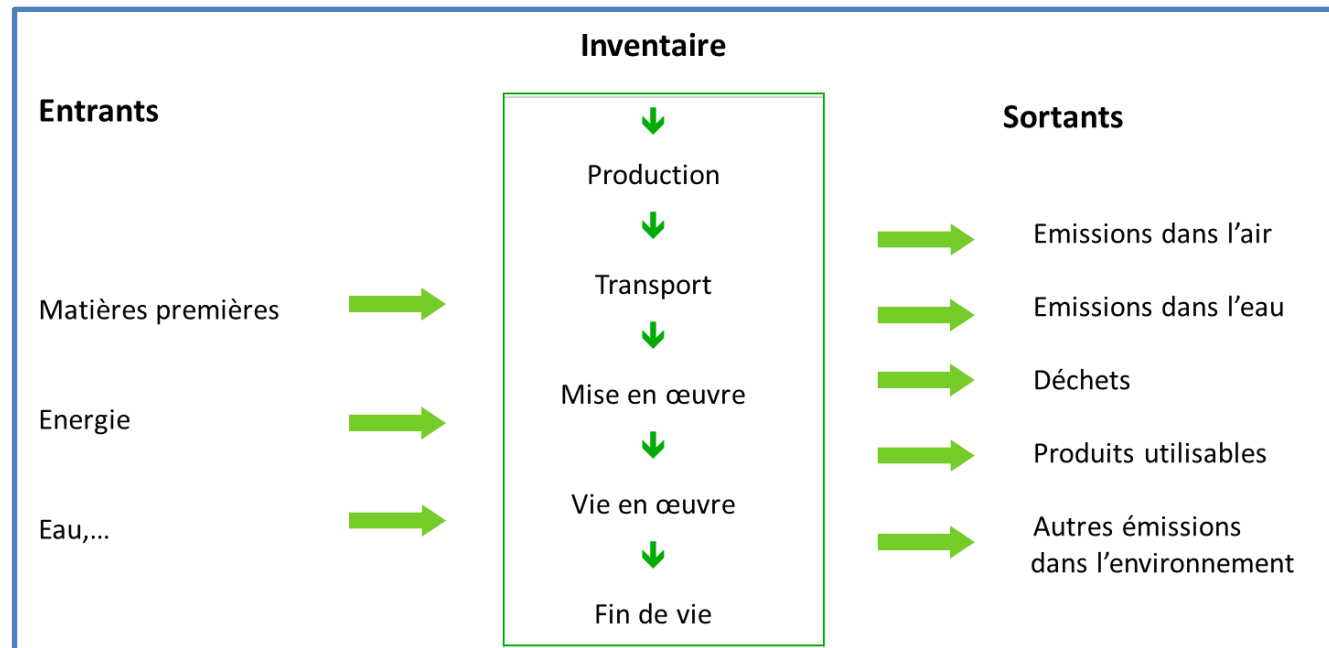 Inventaire
Entrants
Matières premières
Energie
Eau,...
Production
Transport
Mise en œuvre
Vie en œuvre
Fin de vie
Sortants
Emissions dans l'air
Emissions dans l'eau
Déchets
Produits utilisables
Autres émissions
dans l'environnement